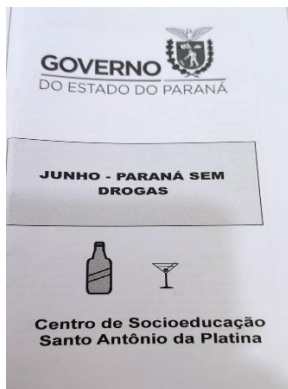 GOVERNO
DO ESTADO DO PARANÁ
JUNHO - PARANÁ SEM
DROGAS
Centro de Socioeducação
Santo Antônio da Platina